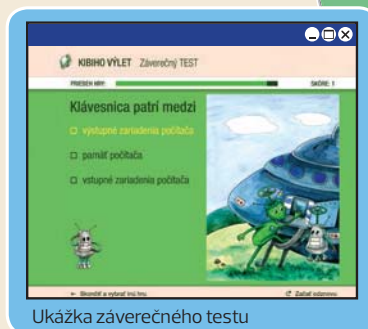 KIBIHO VÝLET Záverečný TEST
PRIEBEH HRY: SKÓRE: 1
Klávesnica patrí medzi
výstupné zariadenia počítača
pamäť počítača
vstupné zariadenia počítača
Skončiť a vybrať inú hru
Začať odznovu
Ukážka záverečného testu